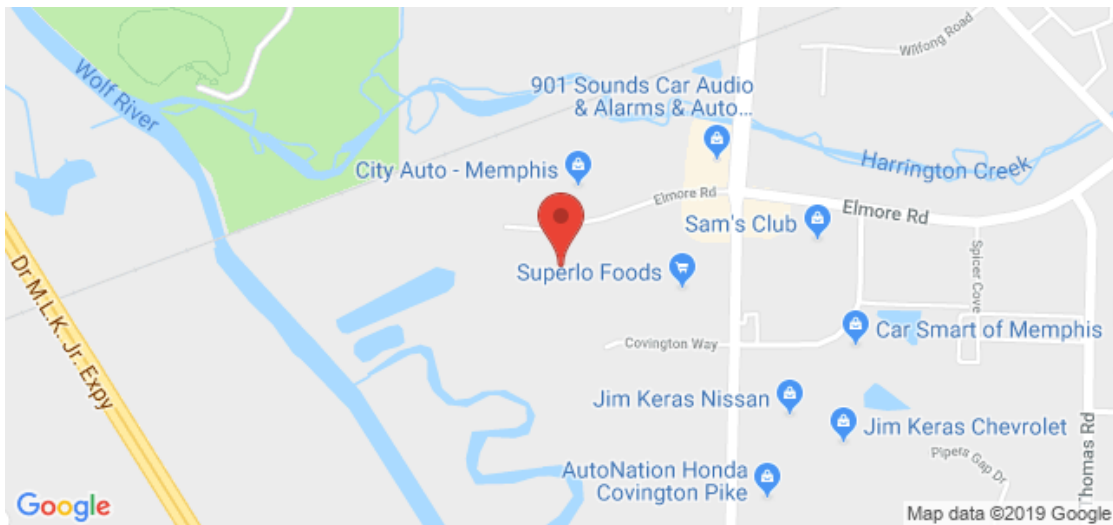 Wilfong Road
Wolf River
901 Sounds Car Audio
& Alarms & Auto...
Harrington Creek
City Auto - Memphis
Elmore Rd
Elmore Rd
Sam's Club
Spicer Cove
Superlo Foods
Dr M.L.K. Jr. Expy
Covington Way
Car Smart of Memphis
Jim Keras Nissan
Jim Keras Chevrolet
Thomas Rd
Pipers Gap Dr
AutoNation Honda
Covington Pike
Google
Map data ©2019 Google